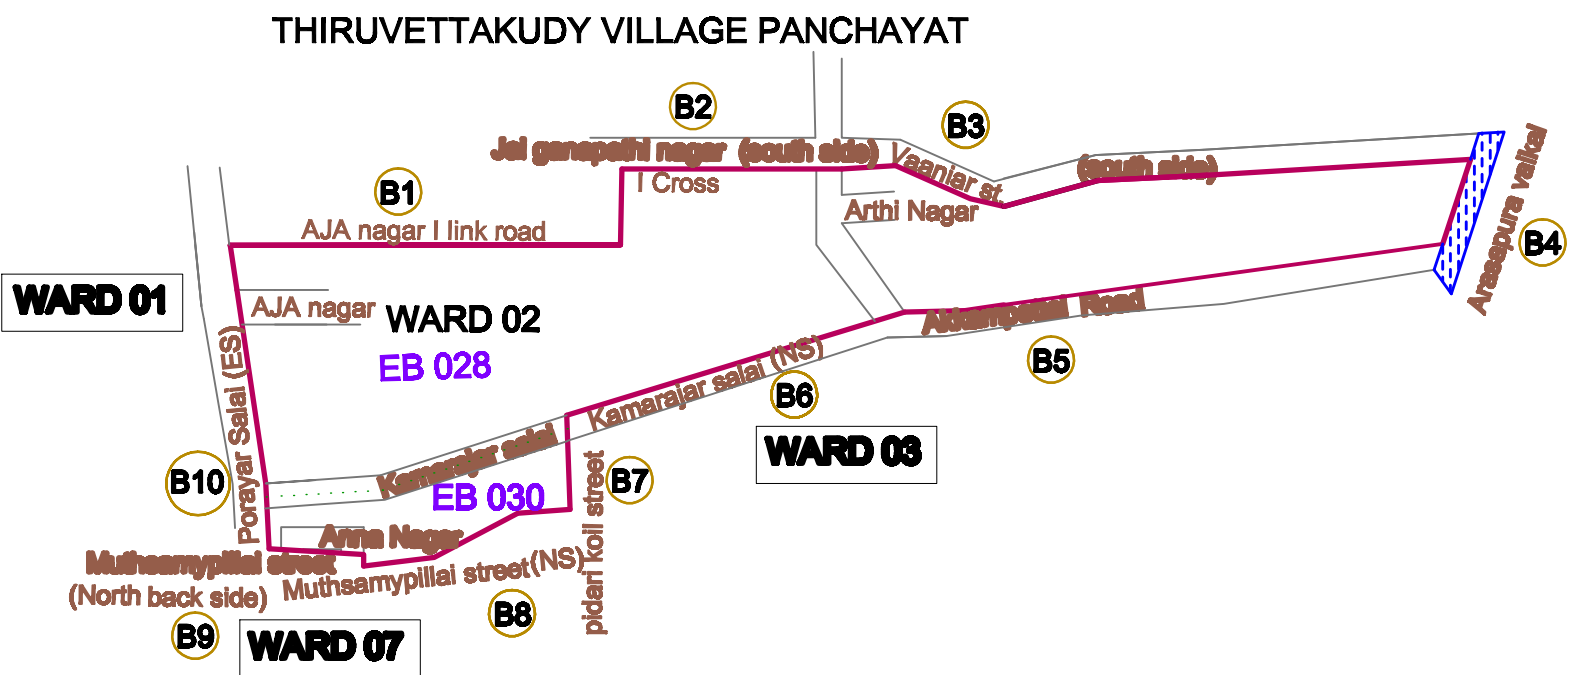 THIRUVETTAKUDY VILLAGE PANCHAYAT
B2
B3
Jai ganapathi nagar (south side)
Vaaniar st.
(south side)
I Cross
B1
Arthi Nagar
AJA nagar I link road
Arasapura vaikal
B4
WARD 01
AJA nagar
WARD 02
EB 028
Akkampettai Road
B5
Porayar Salai (ES)
Kamarajar salai (NS)
B6
WARD 03
Kamarajar salai
B10
EB 030
B7
pidari koil street
Anna Nagar
Muthsamypillai street
(North back side)
Muthsamypillai street (NS)
B8
B9
WARD 07